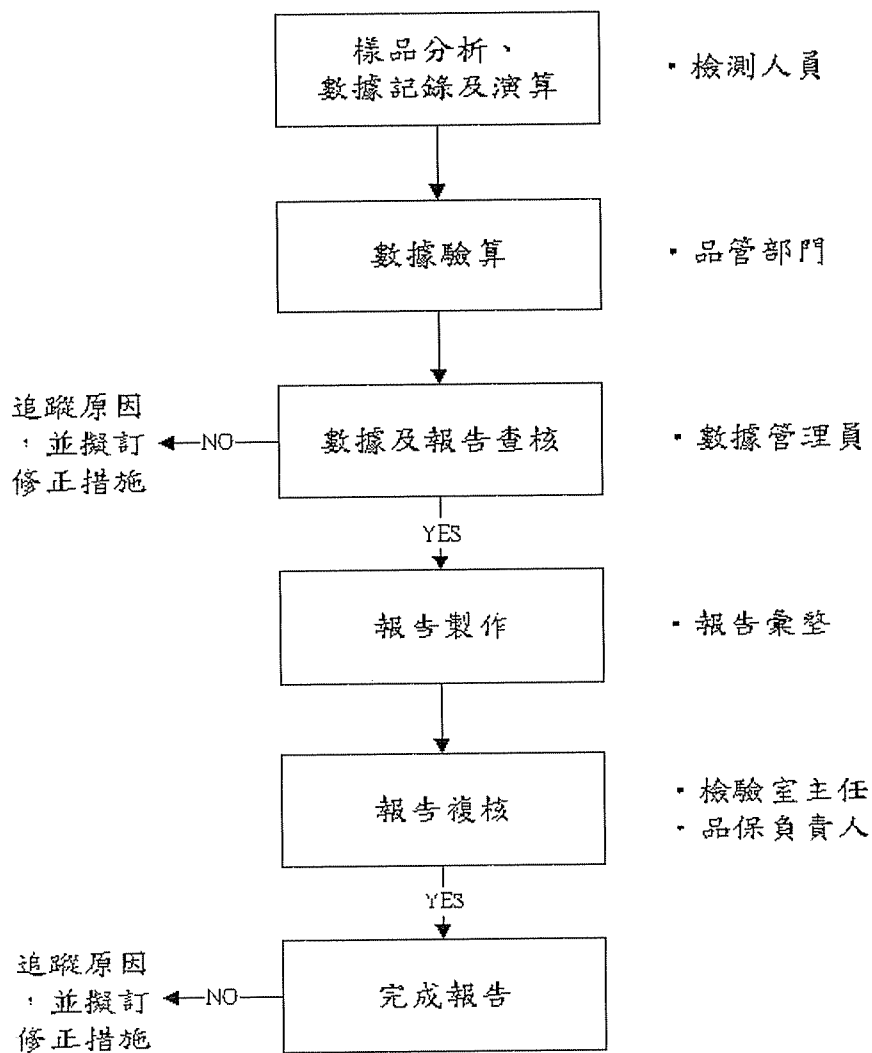 樣品分析、
數據記錄及演算
▪檢測人員
數據驗算
▪品管部門
追蹤原因
，並擬訂
修正措施
NO
數據及報告查核
▪數據管理員
YES
報告製作
▪報告彙整
報告複核
▪檢驗室主任
▪品保負責人
YES
追蹤原因
，並擬訂
修正措施
NO
完成報告